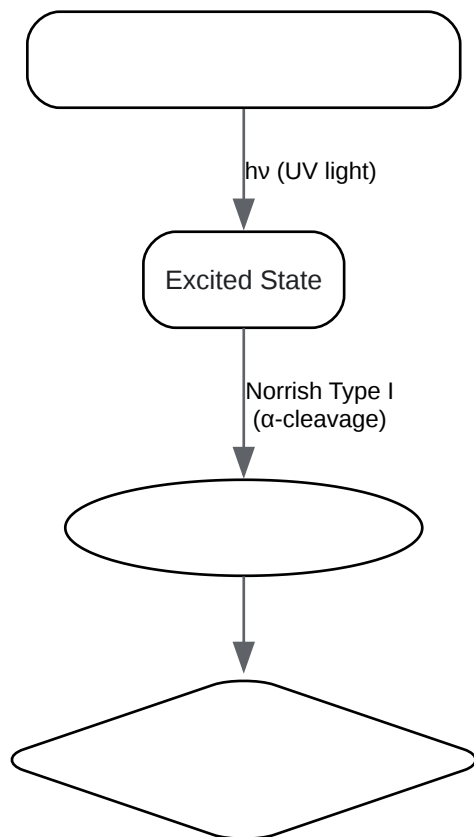 hν (UV light)
Excited State
Norrish Type I
(α-cleavage)